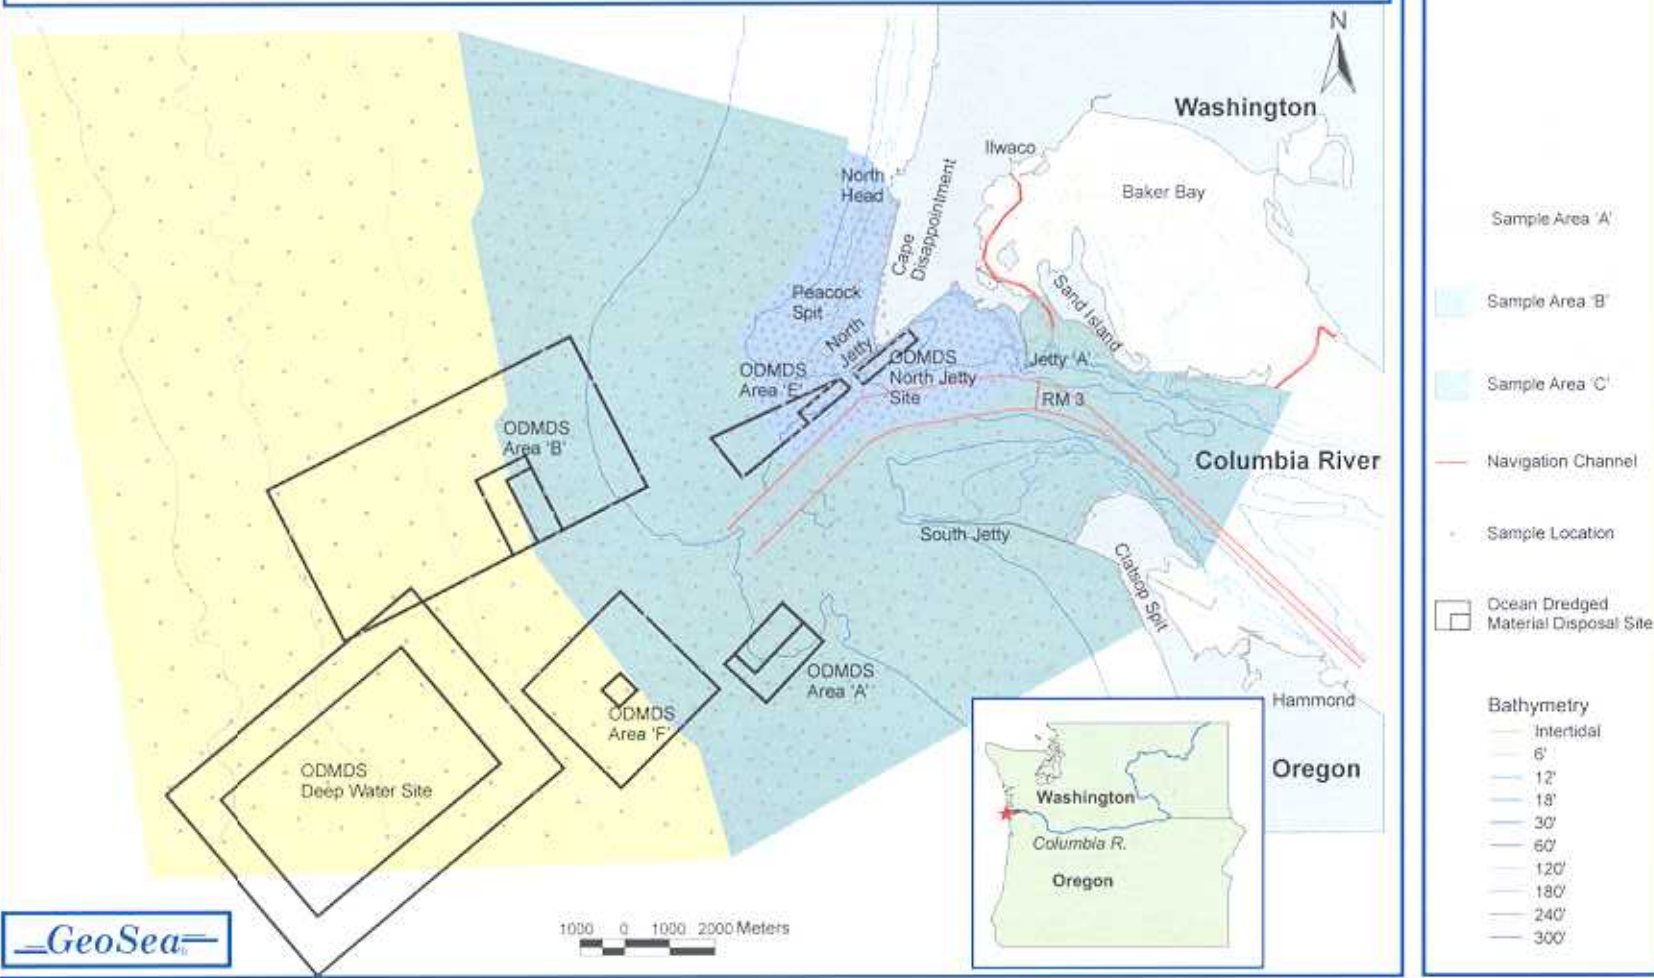 N
Washington
Ilwaco
Baker Bay
North
Head
Cape
Disappointment
Sand Island
Peacock
Spit
North
Jetty
ODMDS
Area 'E'
ODMDS
North Jetty
Site
Jetty 'A'
RM 3
ODMDS
Area 'B'
Columbia River
South Jetty
Clatsop Spit
ODMDS
Area 'A'
Hammond
ODMDS
Area 'F'
Oregon
ODMDS
Deep Water Site
Washington
Columbia R.
Oregon
GeoSea
1000 0 1000 2000 Meters
Sample Area 'A'
Sample Area 'B'
Sample Area 'C'
Navigation Channel
Sample Location
Ocean Dredged
Material Disposal Site
Bathymetry
Intertidal
6'
12'
18'
30'
60'
120'
180'
240'
300'